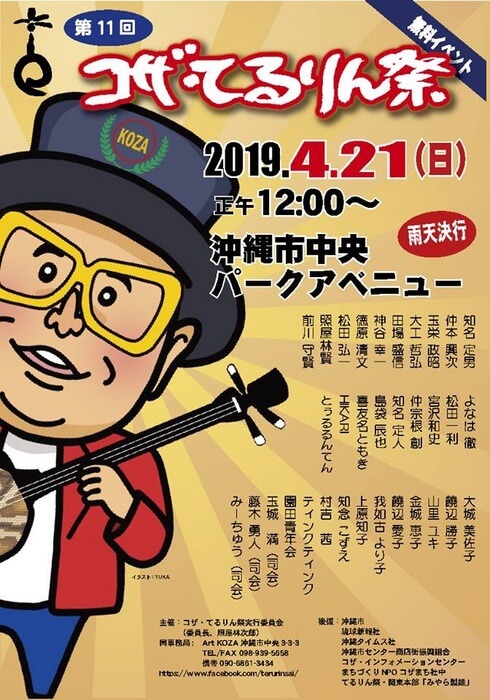 第11回
無料イベント
コザ・てるりん祭
KOZA
2019.4.21(日)
正午12:00～
雨天決行
沖縄市中央
パークアベニュー
知名 定男
仲本 興次
玉栄 政昭
大工 哲弘
田場 盛信
神谷 幸一
徳原 清文
松田 弘一
照屋 林賢
前川 守賢
よなは 徹
松田 一利
宮沢 和史
仲宗根 創
知名 定人
島袋 辰也
喜友名ともき
HIKARI
とぅるるんてん
大城 美佐子
饒辺 勝子
山里 ユキ
金城 恵子
饒辺 愛子
我如古 より子
上原 知子
知念 こずえ
村吉 茜
ティンクティンク
園田青年会
玉城 満(司会)
藤木 勇人(司会)
みーちゅう(司会)
イラスト:YUKA
主催：コザ・てるりん祭実行委員会
（委員長、照屋林次郎）
同事務局： Art KOZA 沖縄市中央 3-3-3
TEL/FAX 098-939-5658
携帯 090-6861-3434
https://www.facebook.com/terurinsai/
後援：沖縄市
琉球新報社
沖縄タイムス社
沖縄市センター商店街振興組合
コザ・インフォメーションセンター
まちづくりNPOコザまち社中
てるりん祭・関東本部「みやら製麺」